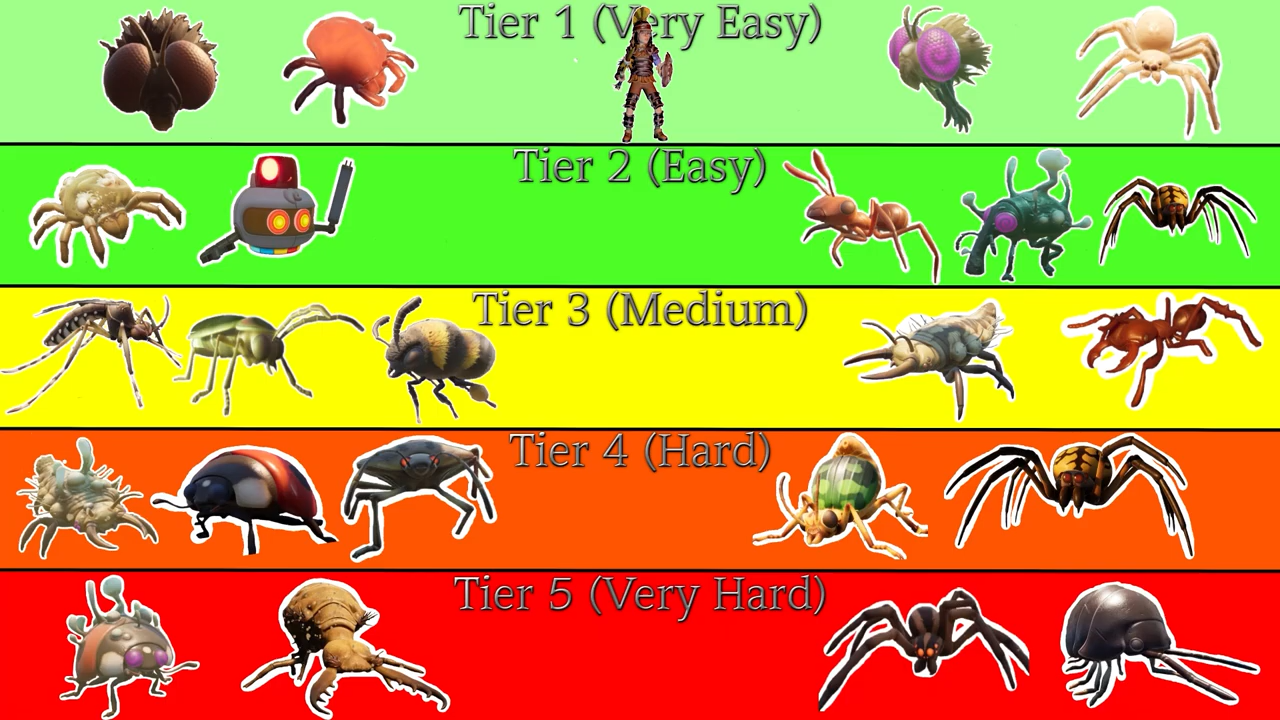 Tier 1 (Very Easy)
Tier 2 (Easy)
Tier 3 (Medium)
Tier 4 (Hard)
Tier 5 (Very Hard)